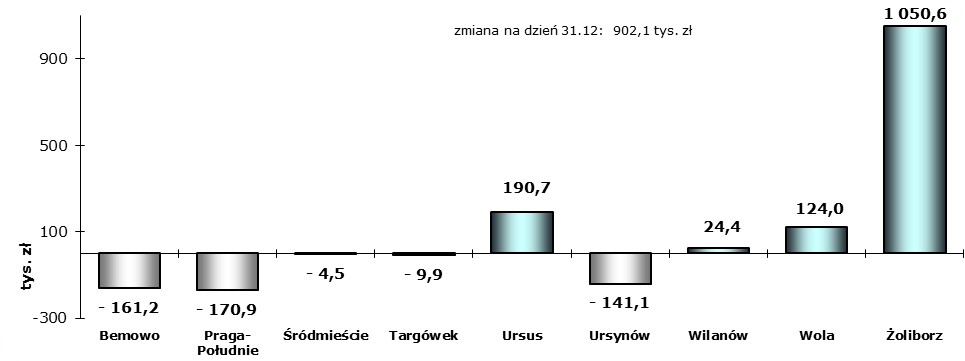 1 050,6
zmiana na dzień 31.12: 902,1 tys. zł
900
500
190,7
24,4
124,0
100
tys. zł
- 4,5
- 9,9
- 161,2
- 170,9
- 141,1
-300
Bemowo
Praga-
Południe
Śródmieście
Targówek
Ursus
Ursynów
Wilanów
Wola
Żoliborz